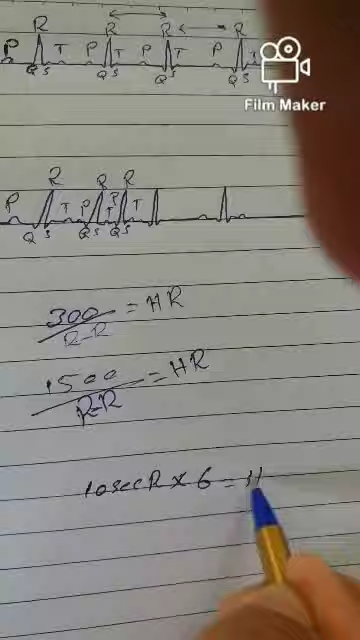 R R R R
P T P T P T P
Q S Q S Q S Q S
Film Maker
R R R
P T P P T
Q S Q S Q S
300 / R-R = HR
1500 / R-R = HR
10 sec R x 6 = H